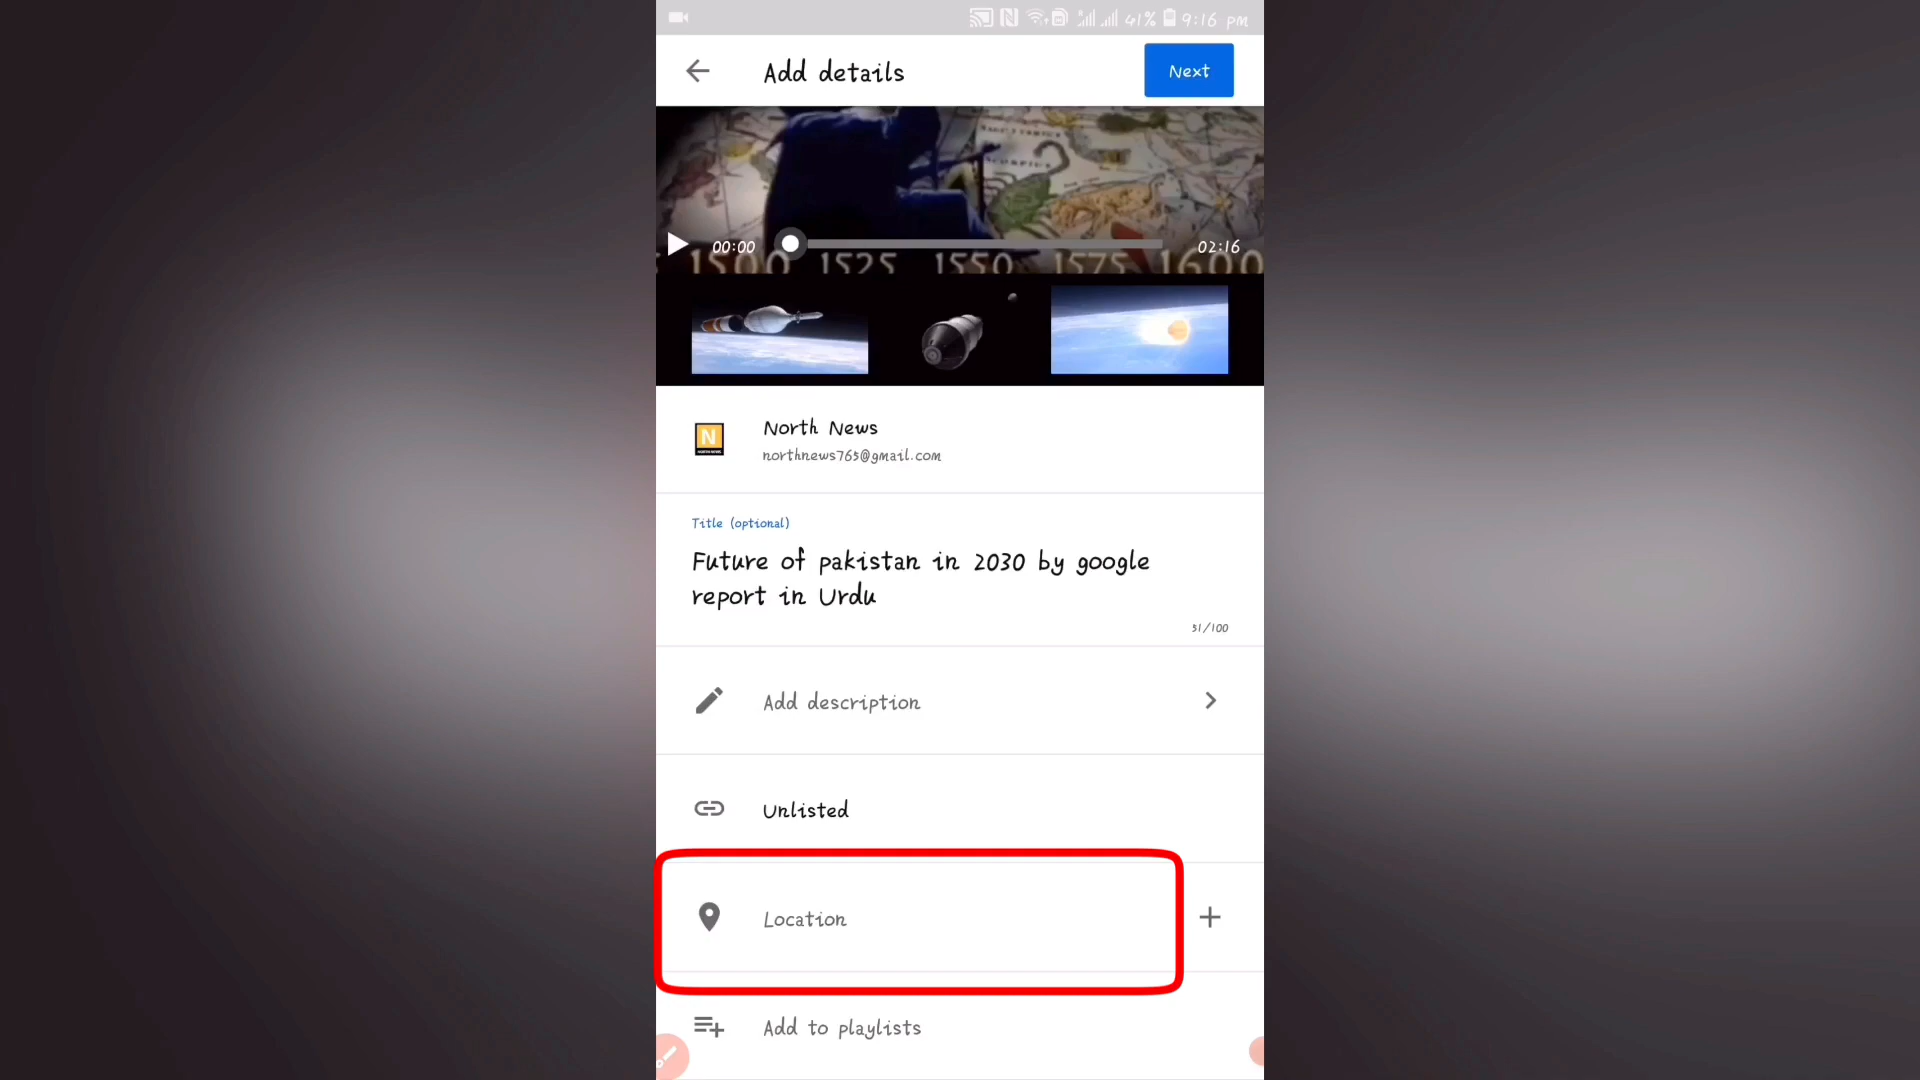 41% 9:16 pm
Add details
Next
00:00
02:16
1500 1525 1550 1575 1600
N
North News
northnews765@gmail.com
Title (optional)
Future of pakistan in 2030 by google
report in Urdu
51/100
Add description
Unlisted
Location
Add to playlists